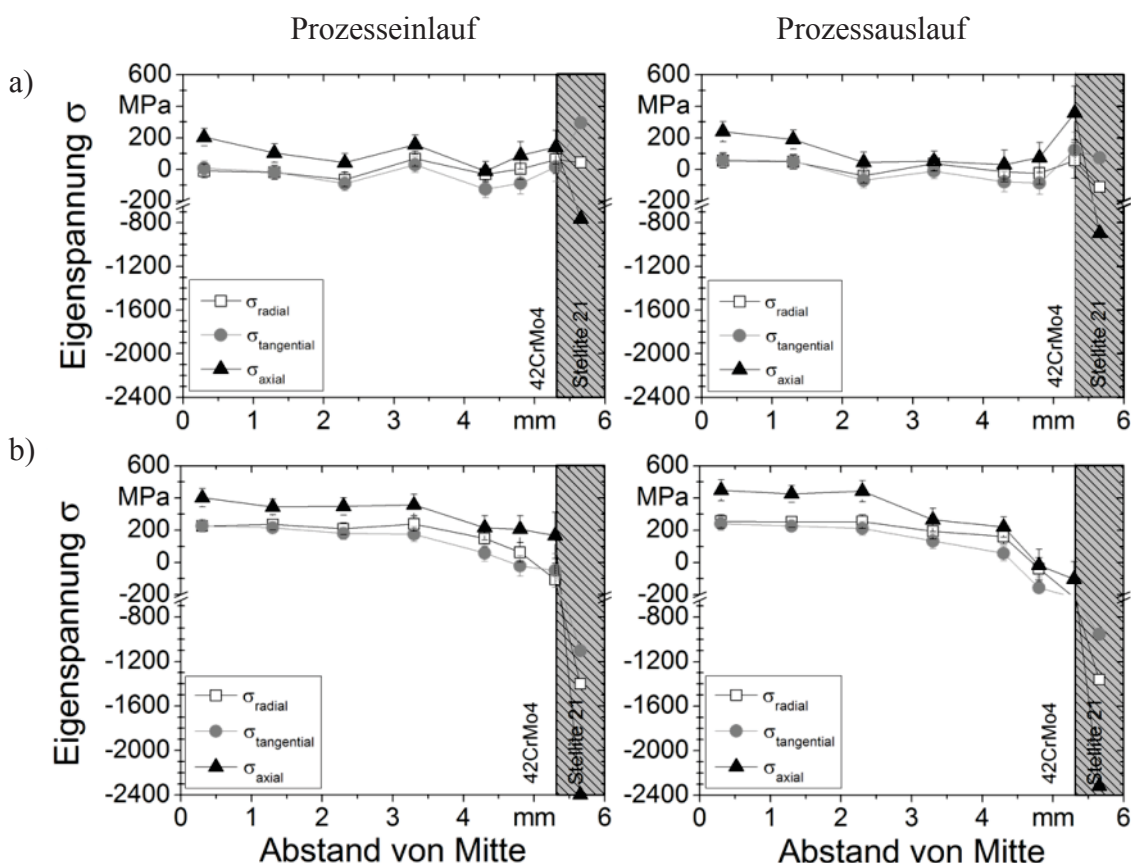 Prozesseinlauf
Prozessauslauf
a)
Eigenspannung σ
600
MPa
200
0
-200
-800
-1200
-1600
-2000
-2400
σradial
σtangential
σaxial
42CrMo4
Stellite 21
0 1 2 3 4 5 mm 6
600
MPa
200
0
-200
-800
-1200
-1600
-2000
-2400
σradial
σtangential
σaxial
42CrMo4
Stellite 21
0 1 2 3 4 5 mm 6
b)
Eigenspannung σ
600
MPa
200
0
-200
-800
-1200
-1600
-2000
-2400
σradial
σtangential
σaxial
42CrMo4
Stellite 21
0 1 2 3 4 5 mm 6
Abstand von Mitte
600
MPa
200
0
-200
-800
-1200
-1600
-2000
-2400
σradial
σtangential
σaxial
42CrMo4
Stellite 21
0 1 2 3 4 5 mm 6
Abstand von Mitte